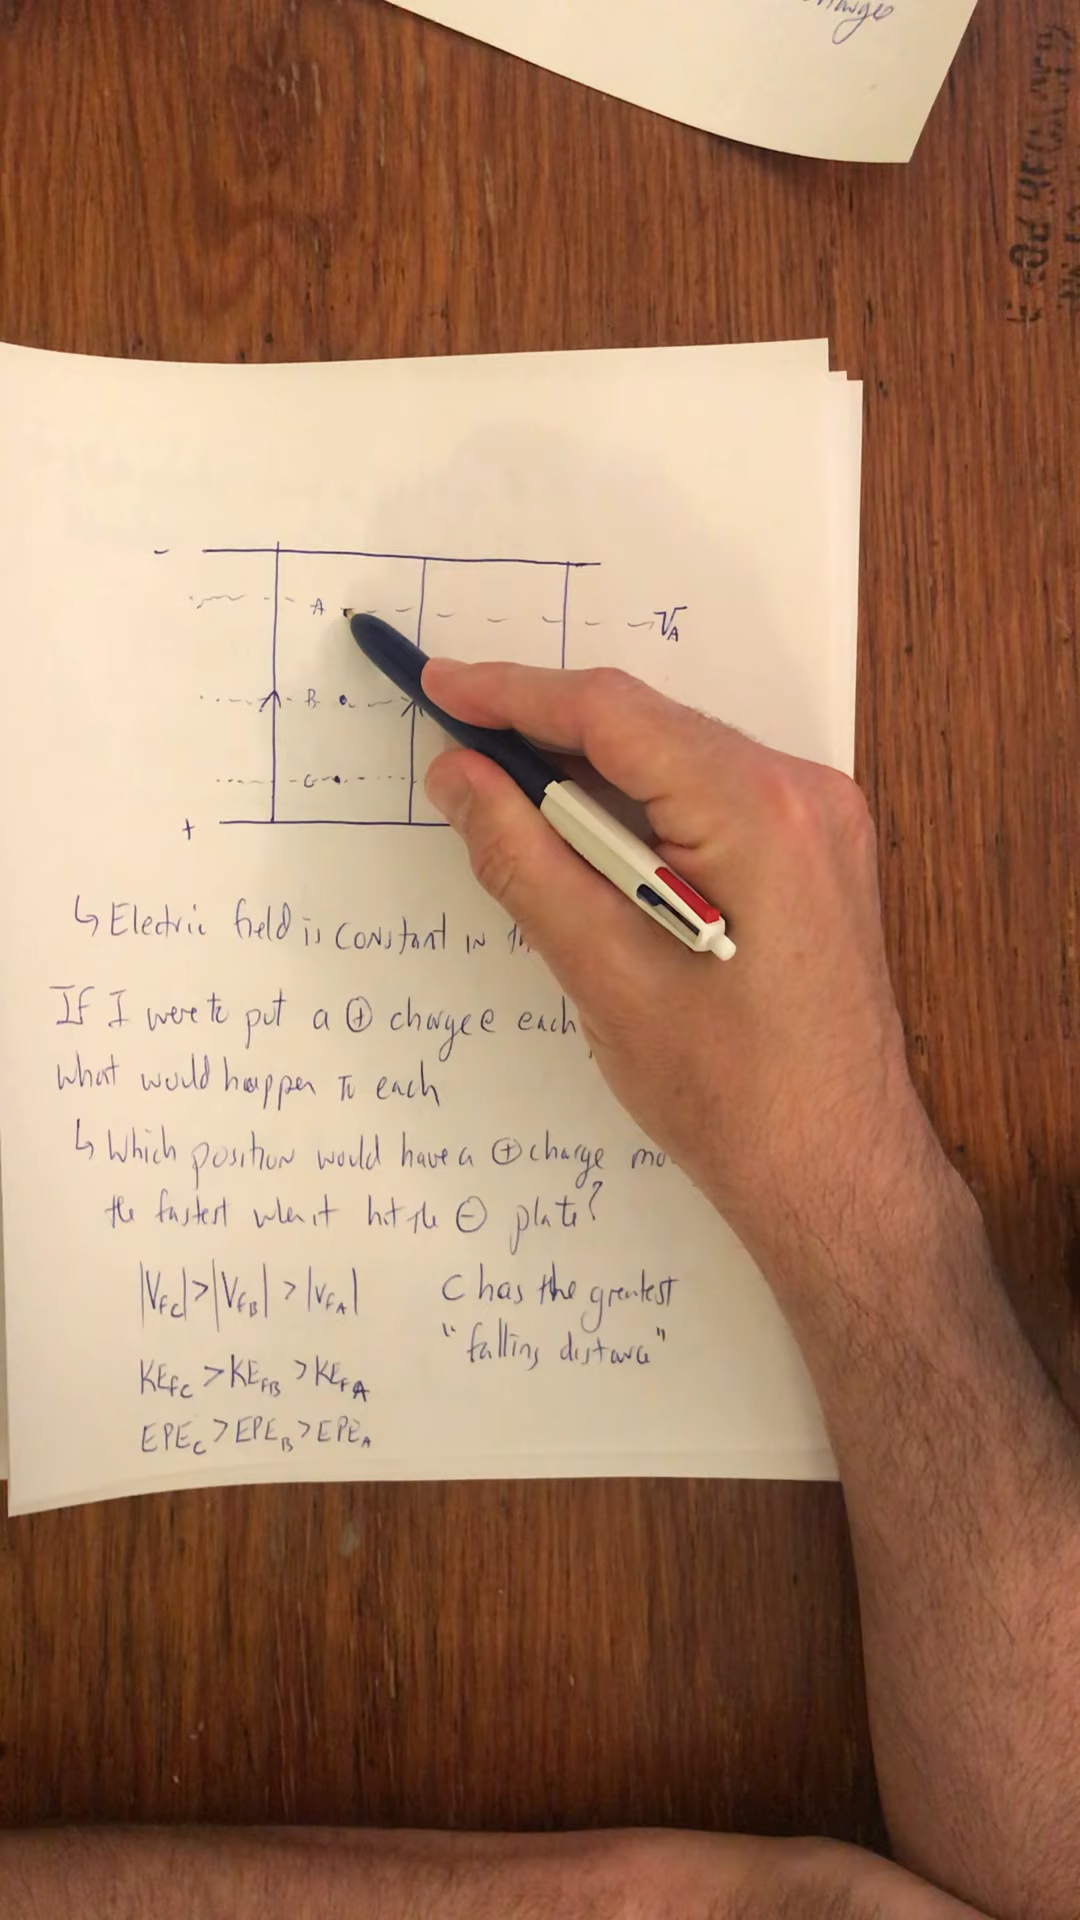 charge
-
A
V_A
B
C
+
↳ Electric field is constant in
If I were to put a ⊕ charge @ each
what would happen to each
↳ Which position would have a ⊕ charge
the fastest when it hit the ⊖ plate?
|V_fC| > |V_fB| > |V_fA|
C has the greatest
"falling distance"
KE_fC > KE_fB > KE_fA
EPE_C > EPE_B > EPE_A